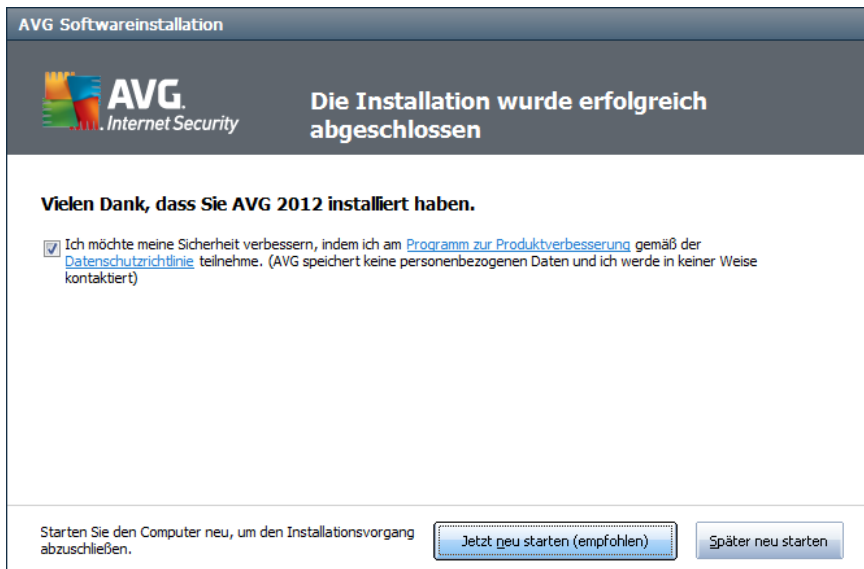 AVG Softwareinstallation
AVG.
Internet Security
Die Installation wurde erfolgreich
abgeschlossen
Vielen Dank, dass Sie AVG 2012 installiert haben.
Ich möchte meine Sicherheit verbessern, indem ich am Programm zur Produktverbesserung gemäß der
Datenschutzrichtlinie teilnehme. (AVG speichert keine personenbezogenen Daten und ich werde in keiner Weise
kontaktiert)
Starten Sie den Computer neu, um den Installationsvorgang
abzuschließen.
Jetzt neu starten (empfohlen)
Später neu starten